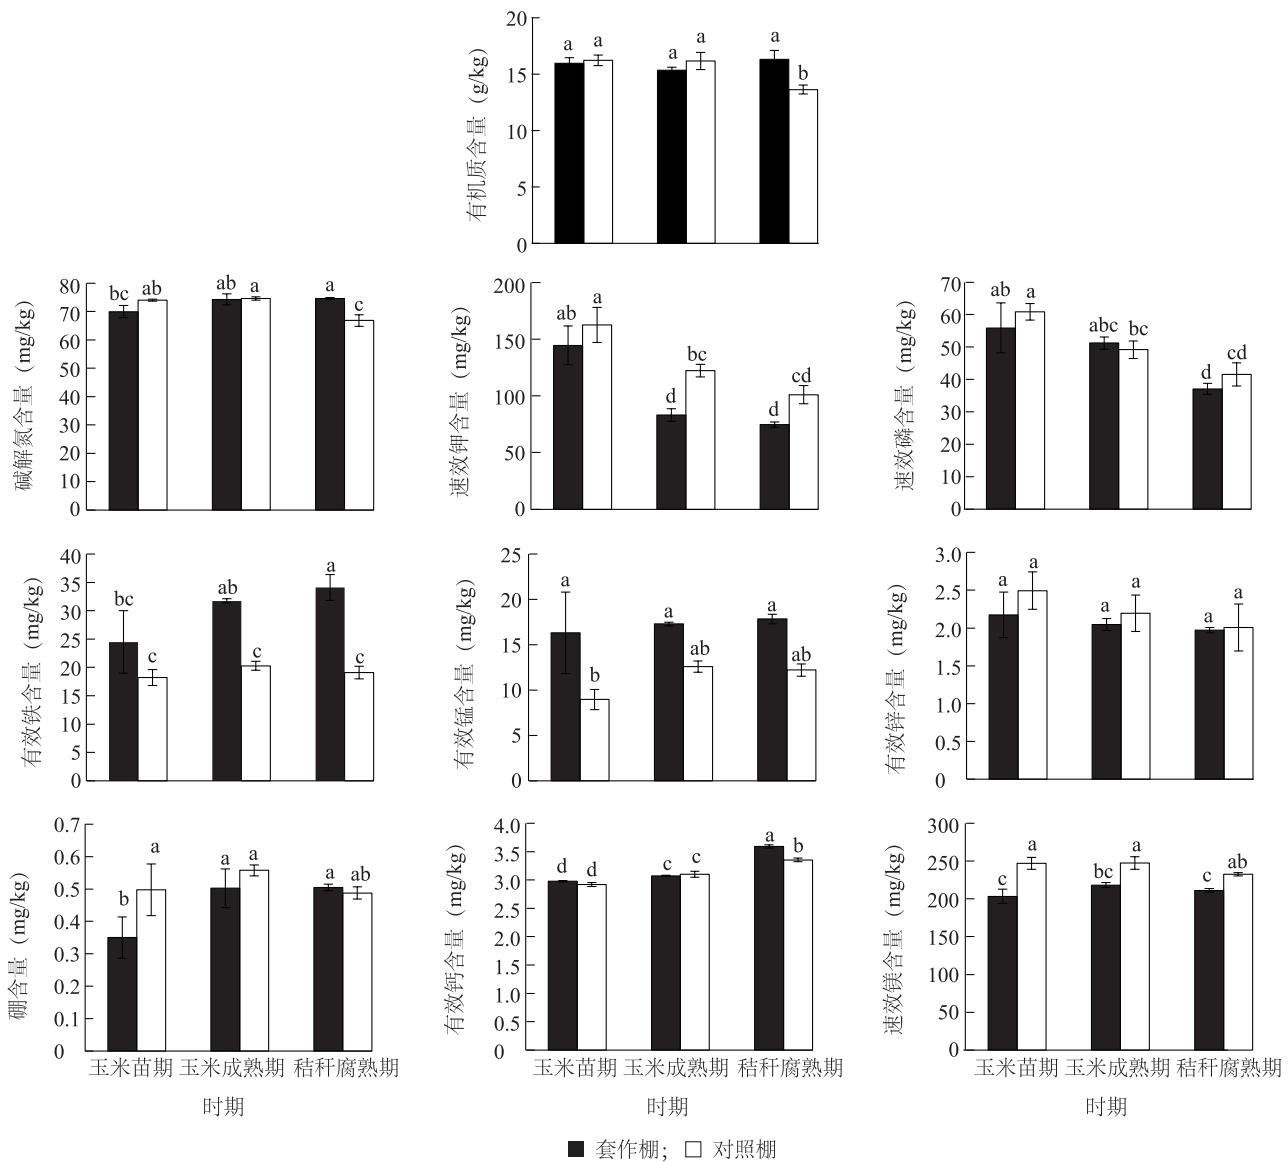 有机质含量（g/kg）
20
15
10
5
0
a a a a a b
碱解氮含量（mg/kg）
80
70
60
50
40
30
20
10
0
bc ab ab a a c
速效钾含量（mg/kg）
200
150
100
50
0
ab a d bc d cd
速效磷含量（mg/kg）
70
60
50
40
30
20
10
0
ab a abc bc d cd
有效铁含量（mg/kg）
40
35
30
25
20
15
10
5
0
bc c ab c a c
有效锰含量（mg/kg）
25
20
15
10
5
0
a b a ab a ab
有效锌含量（mg/kg）
3.0
2.5
2.0
1.5
1.0
0.5
0
a a a a a a
硼含量（mg/kg）
0.7
0.6
0.5
0.4
0.3
0.2
0.1
0
b a a a a ab
玉米苗期 玉米成熟期 秸秆腐熟期
时期
有效钙含量（mg/kg）
4.0
3.5
3.0
2.5
2.0
1.5
1.0
0.5
0
d d c c a b
玉米苗期 玉米成熟期 秸秆腐熟期
时期
速效镁含量（mg/kg）
300
250
200
150
100
50
0
c a bc a c ab
玉米苗期 玉米成熟期 秸秆腐熟期
时期
套作棚； 对照棚